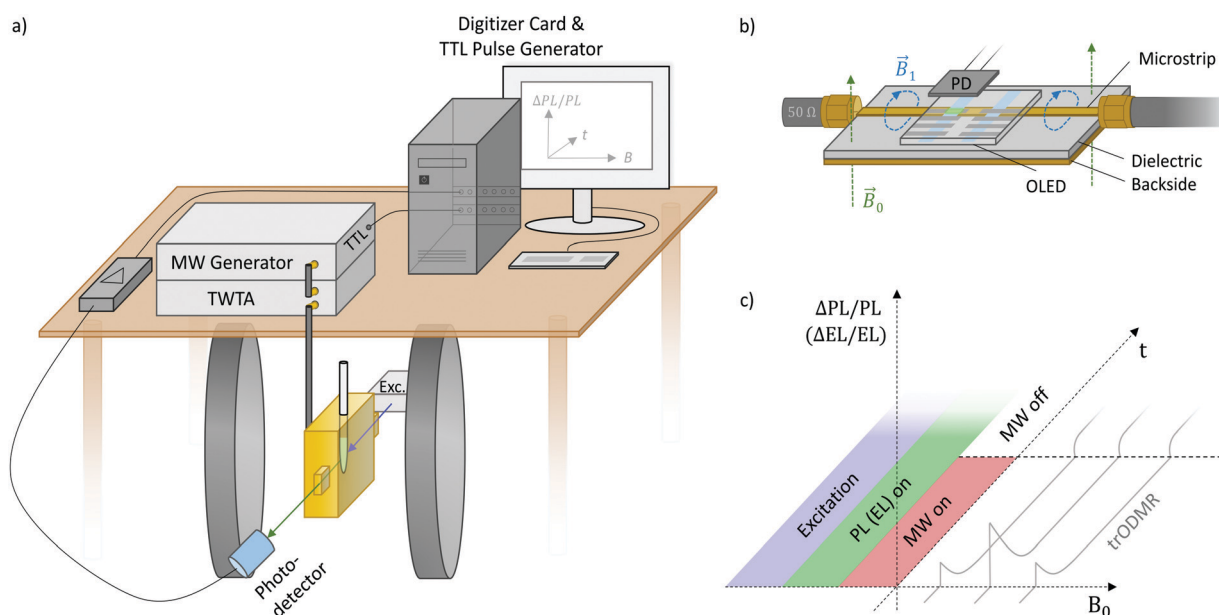 a)
Digitizer Card &
TTL Pulse Generator
ΔPL/PL
t
B
TTL
MW Generator
TWTA
Exc.
Photo-
detector
b)
B⃗₁
PD
Microstrip
50 Ω
Dielectric
OLED
Backside
B⃗₀
c)
ΔPL/PL
(ΔEL/EL)
t
MW off
Excitation
PL (EL) on
MW on
trODMR
B₀